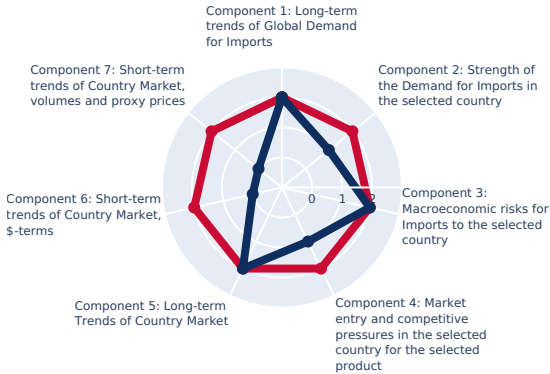 Component 1: Long-term
trends of Global Demand
for Imports
Component 2: Strength of
the Demand for Imports in
the selected country
Component 3:
Macroeconomic risks for
Imports to the selected
country
Component 4: Market
entry and competitive
pressures in the selected
country for the selected
product
Component 5: Long-term
Trends of Country Market
Component 6: Short-term
trends of Country Market,
$-terms
Component 7: Short-term
trends of Country Market,
volumes and proxy prices
0 1 2